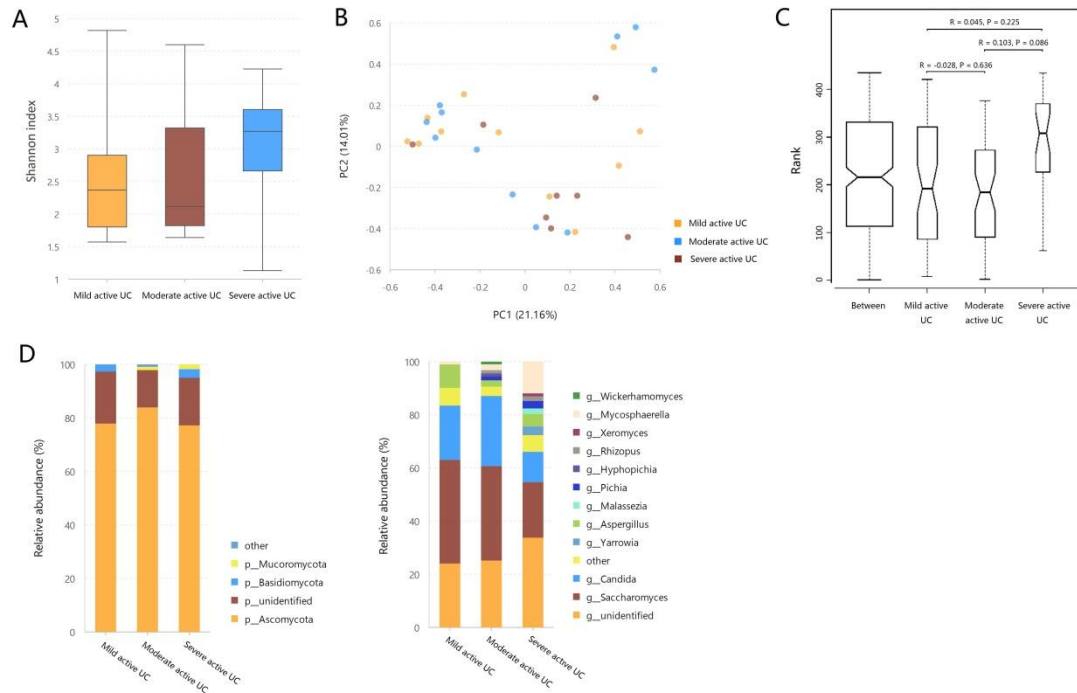 A
5
4.5
4
3.5
3
2.5
2
1.5
1
Shannon index
Mild active UC
Moderate active UC
Severe active UC
B
0.6
0.4
0.2
0
-0.2
-0.4
-0.6
PC2 (14.01%)
-0.6
-0.4
-0.2
0
0.2
0.4
0.6
PC1 (21.16%)
Mild active UC
Moderate active UC
Severe active UC
C
R = 0.045, P = 0.225
R = 0.103, P = 0.086
R = -0.028, P = 0.636
400
300
200
100
0
Rank
Between
Mild active
UC
Moderate
active UC
Severe active
UC
D
100
80
60
40
20
0
Relative abundance (%)
other
p__Mucoromycota
p__Basidiomycota
p__unidentified
p__Ascomycota
Mild active UC
Moderate active UC
Severe active UC
100
80
60
40
20
0
Relative abundance (%)
g__Wickerhamomyces
g__Mycosphaerella
g__Xeromyces
g__Rhizopus
g__Hyphopichia
g__Pichia
g__Malassezia
g__Aspergillus
g__Yarrowia
other
g__Candida
g__Saccharomyces
g__unidentified
Mild active UC
Moderate active UC
Severe active UC